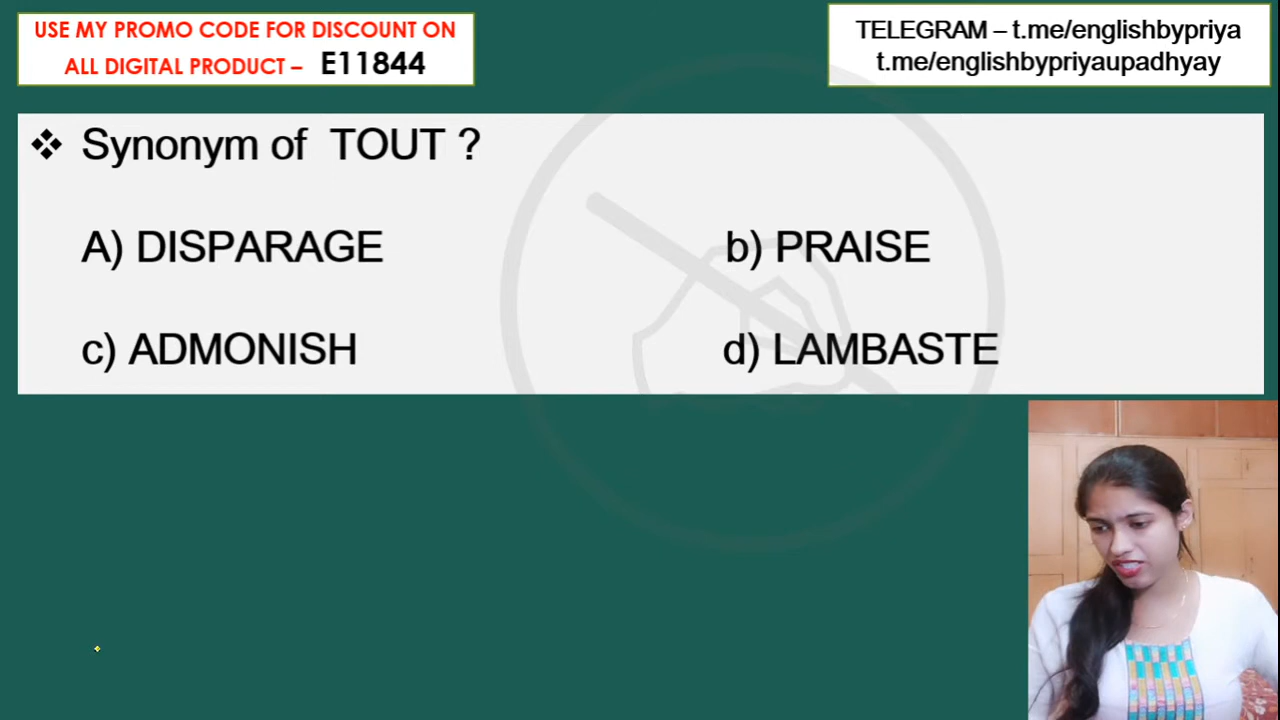 USE MY PROMO CODE FOR DISCOUNT ON
ALL DIGITAL PRODUCT – E11844
TELEGRAM – t.me/englishbypriya
t.me/englishbypriyaupadhyay
❖ Synonym of TOUT ?
A) DISPARAGE b) PRAISE
c) ADMONISH d) LAMBASTE